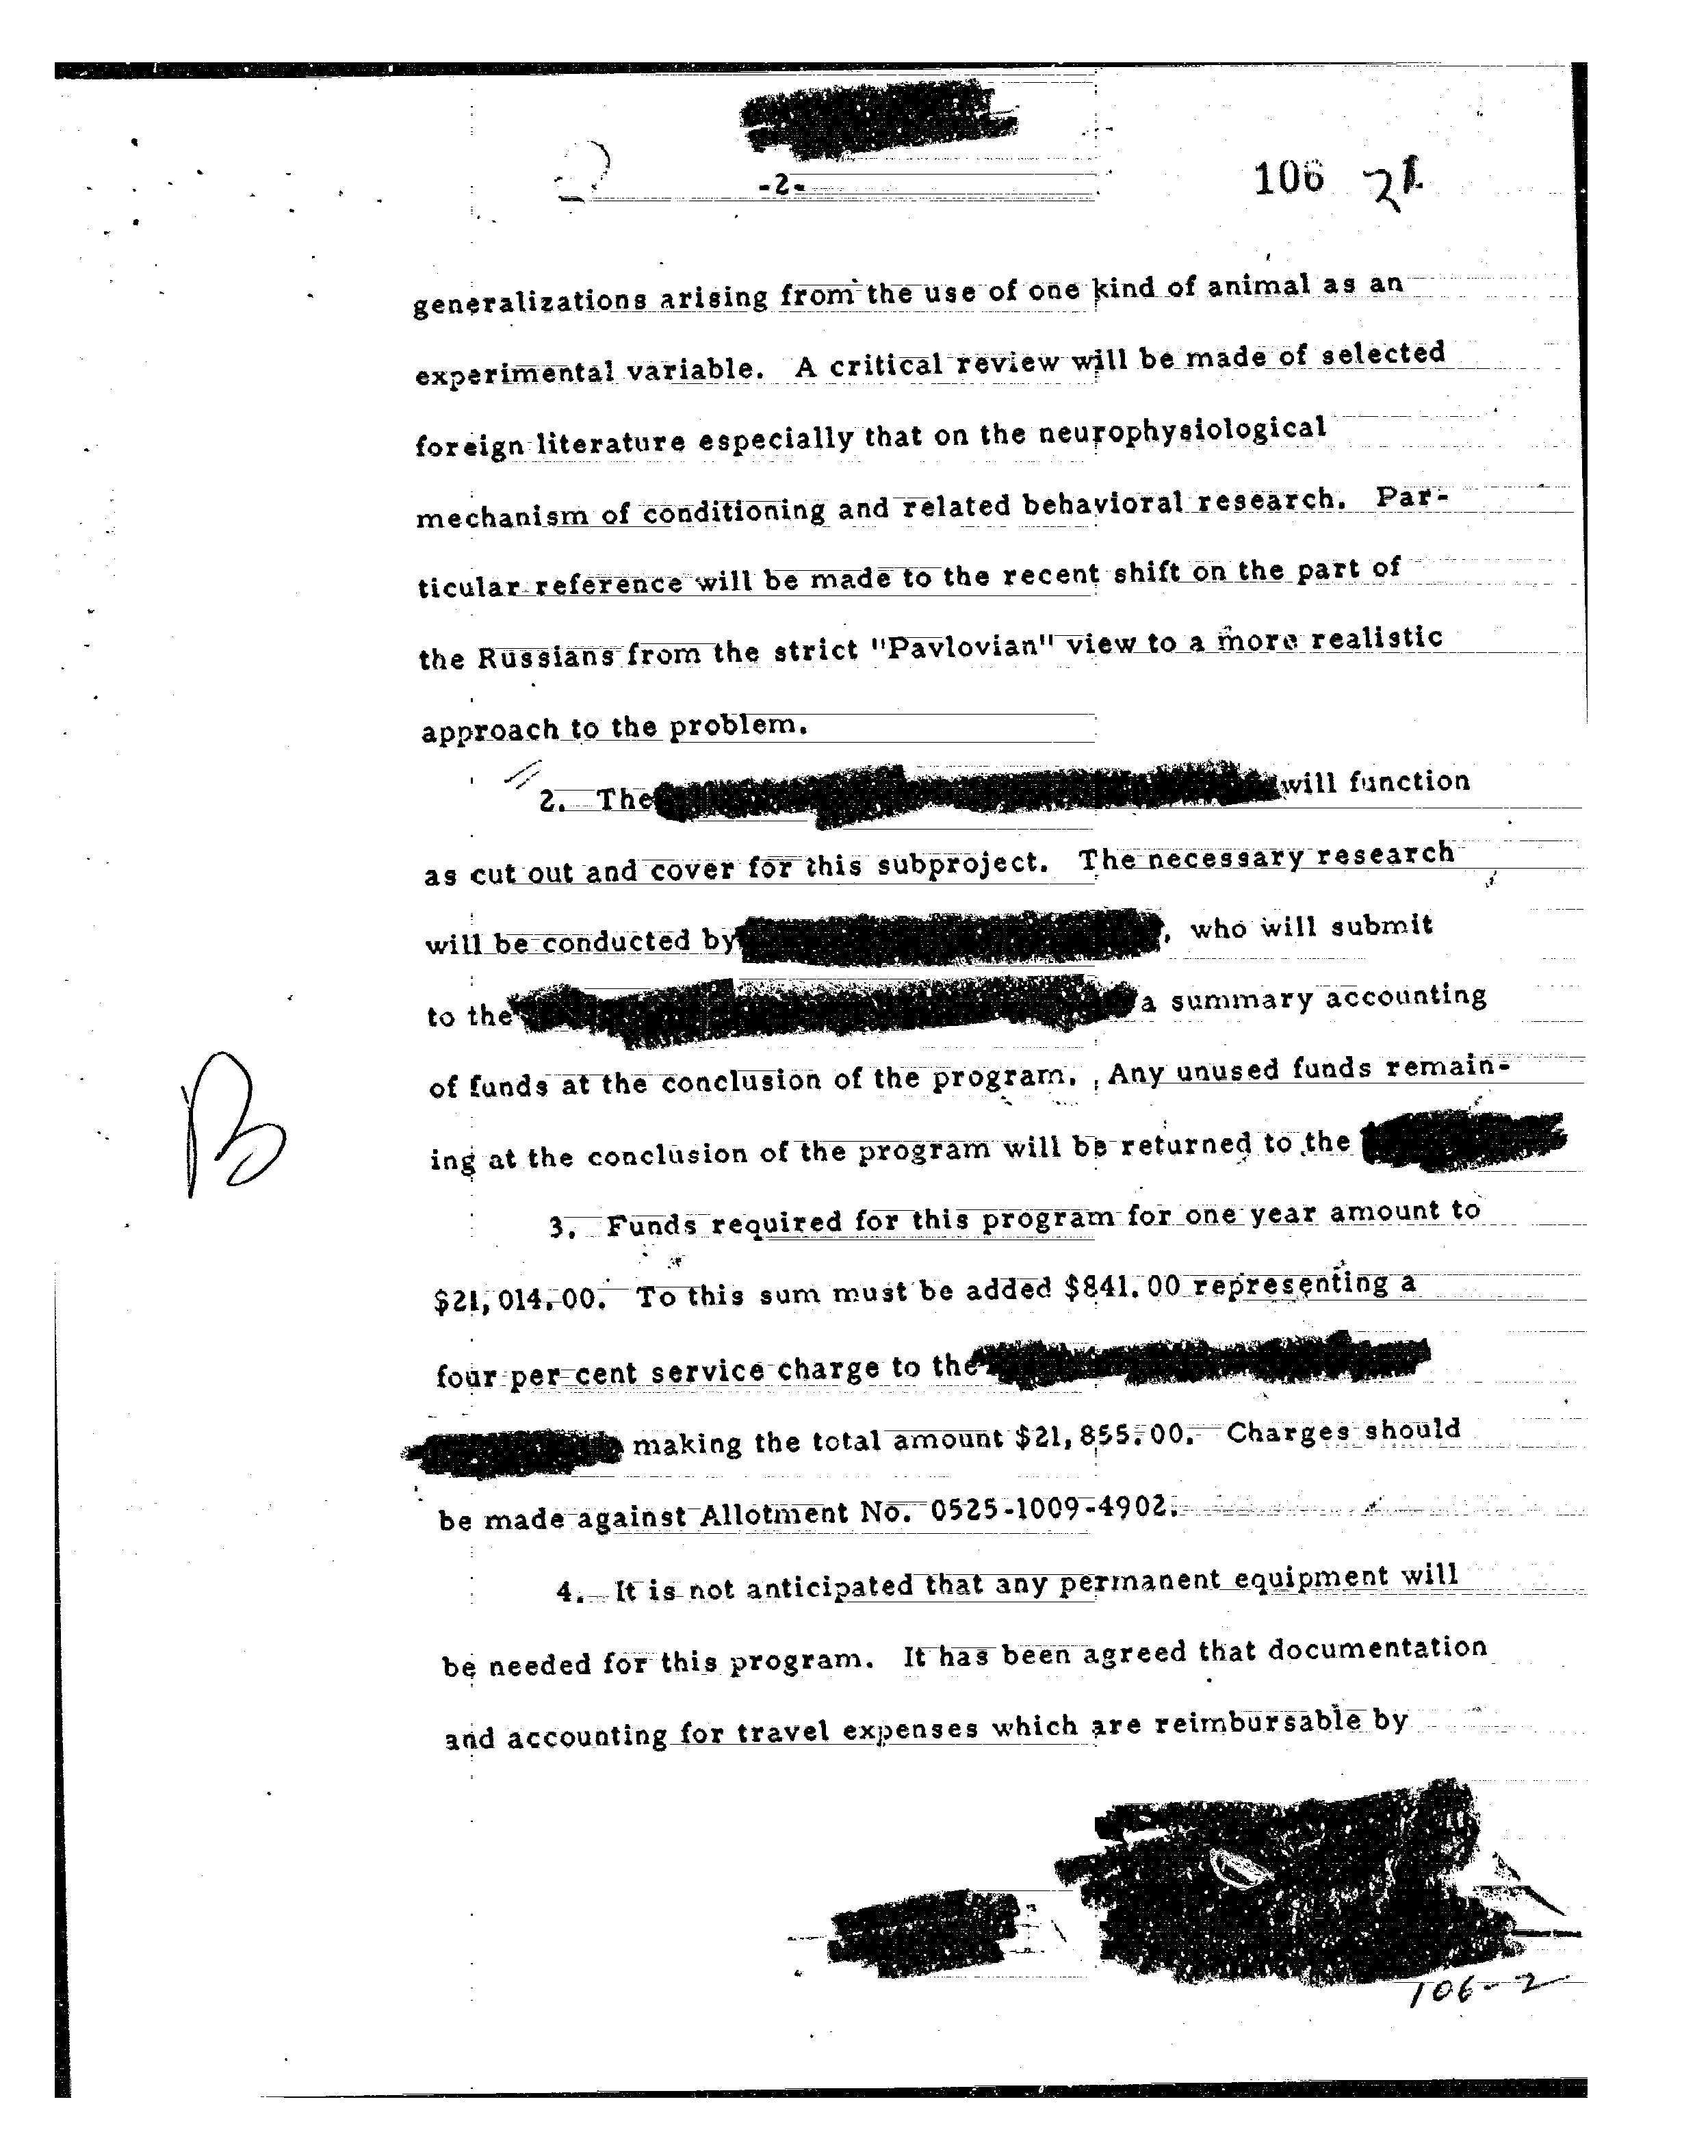 -2-
106 21
generalizations arising from the use of one kind of animal as an
experimental variable. A critical review will be made of selected
foreign literature especially that on the neurophysiological
mechanism of conditioning and related behavioral research. Par-
ticular reference will be made to the recent shift on the part of
the Russians from the strict "Pavlovian" view to a more realistic
approach to the problem.
2. The will function
as cut out and cover for this subproject. The necessary research
will be conducted by , who will submit
to the a summary accounting
of funds at the conclusion of the program. Any unused funds remain-
B
ing at the conclusion of the program will be returned to the
3. Funds required for this program for one year amount to
$21,014.00. To this sum must be added $841.00 representing a
four per cent service charge to the
making the total amount $21,855.00. Charges should
be made against Allotment No. 0525-1009-4902.
4. It is not anticipated that any permanent equipment will
be needed for this program. It has been agreed that documentation
and accounting for travel expenses which are reimbursable by
106-2